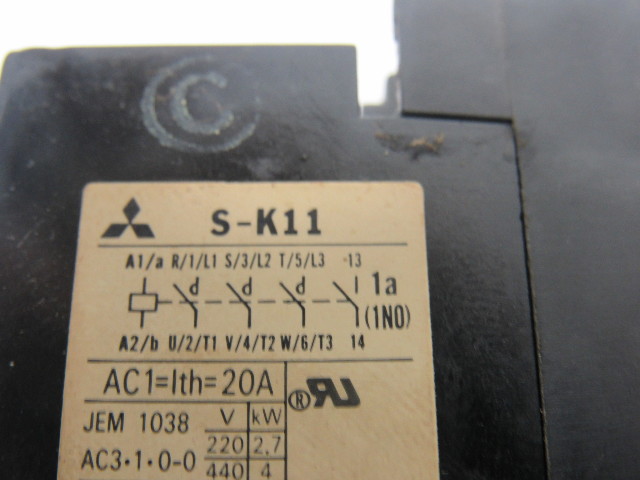 C
S-K11
A1/a R/1/L1 S/3/L2 T/5/L3 -13
1a
(1NO)
A2/b U/2/T1 V/4/T2 W/6/T3 14
AC1=Ith=20A
JEM 1038 V kW
220 2.7
AC3·1·0-0 440 4
RU®